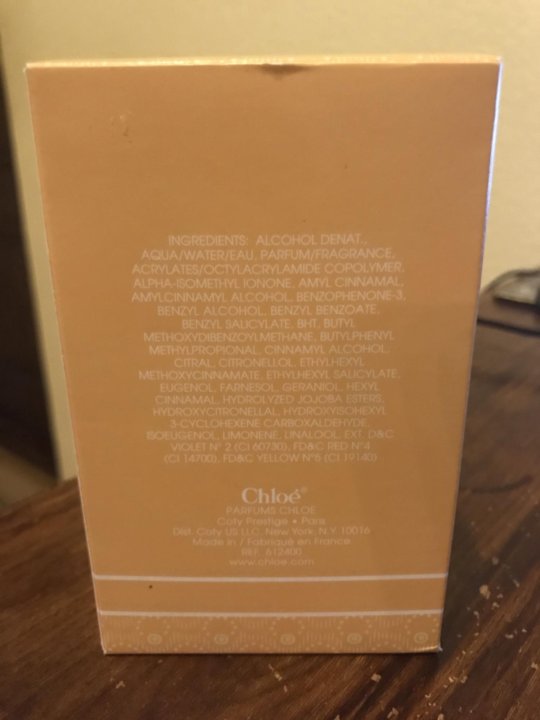 INGREDIENTS: ALCOHOL DENAT.,
AQUA/WATER/EAU, PARFUM/FRAGRANCE,
ACRYLATES/OCTYLACRYLAMIDE COPOLYMER,
ALPHA-ISOMETHYL IONONE, AMYL CINNAMAL,
AMYLCINNAMYL ALCOHOL, BENZOPHENONE-3,
BENZYL ALCOHOL, BENZYL BENZOATE,
BENZYL SALICYLATE, BHT, BUTYL
METHOXYDIBENZOYLMETHANE, BUTYLPHENYL
METHYLPROPIONAL, CINNAMYL ALCOHOL,
CITRAL, CITRONELLOL, ETHYLHEXYL
METHOXYCINNAMATE, ETHYLHEXYL SALICYLATE,
EUGENOL, FARNESOL, GERANIOL, HEXYL
CINNAMAL, HYDROLYZED JOJOBA ESTERS,
HYDROXYCITRONELLAL, HYDROXYISOHEXYL
3-CYCLOHEXENE CARBOXALDEHYDE,
ISOEUGENOL, LIMONENE, LINALOOL, EXT. D&C
VIOLET N° 2 (CI 60730), FD&C RED N°4
(CI 14700), FD&C YELLOW N°5 (CI 19140)
Chloé®
PARFUMS CHLOE
Coty Prestige • Paris
Distr. Coty US LLC, New York, N.Y. 10016
Made in / Fabriqué en France
REF. 612400
www.chloe.com